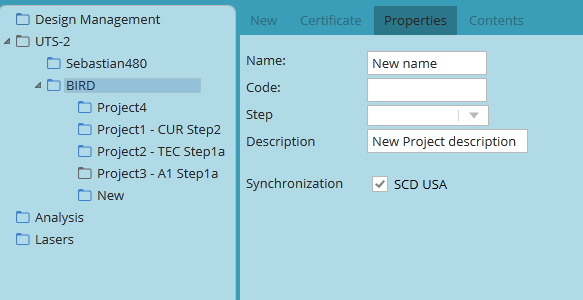 Design Management
UTS-2
Sebastian480
BIRD
Project4
Project1 - CUR Step2
Project2 - TEC Step1a
Project3 - A1 Step1a
New
Analysis
Lasers
New Certificate Properties Contents
Name: New name
Code:
Step
Description New Project description
Synchronization SCD USA